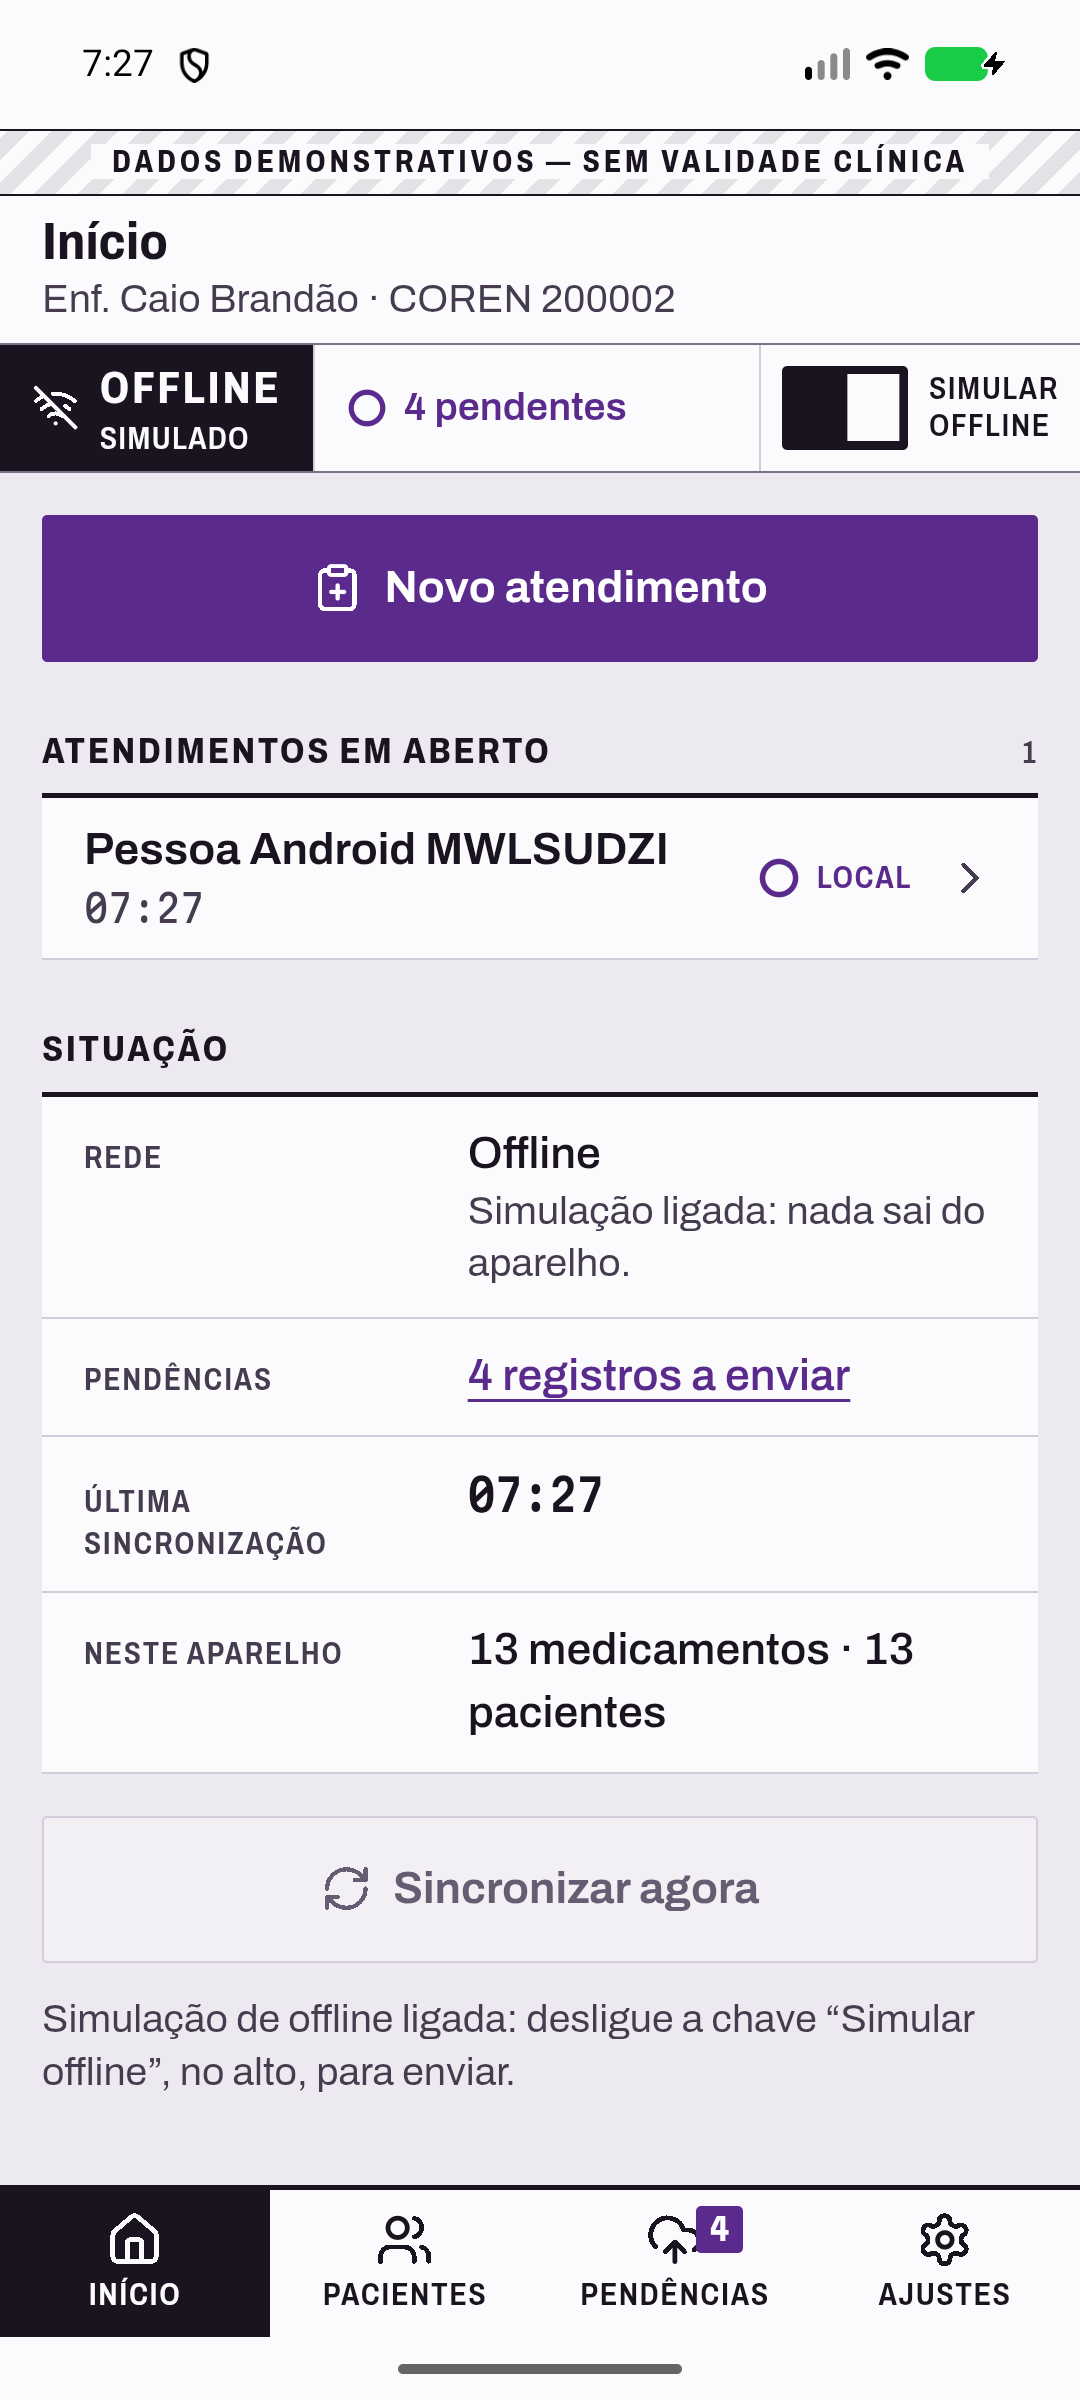 7:27
DADOS DEMONSTRATIVOS — SEM VALIDADE CLÍNICA
Início
Enf. Caio Brandão · COREN 200002
OFFLINE
SIMULADO
4 pendentes
SIMULAR
OFFLINE
Novo atendimento
ATENDIMENTOS EM ABERTO
1
Pessoa Android MWLSUDZI
07:27
LOCAL
SITUAÇÃO
REDE
Offline
Simulação ligada: nada sai do
aparelho.
PENDÊNCIAS
4 registros a enviar
ÚLTIMA
SINCRONIZAÇÃO
07:27
NESTE APARELHO
13 medicamentos · 13
pacientes
Sincronizar agora
Simulação de offline ligada: desligue a chave “Simular
offline”, no alto, para enviar.
INÍCIO
PACIENTES
4
PENDÊNCIAS
AJUSTES